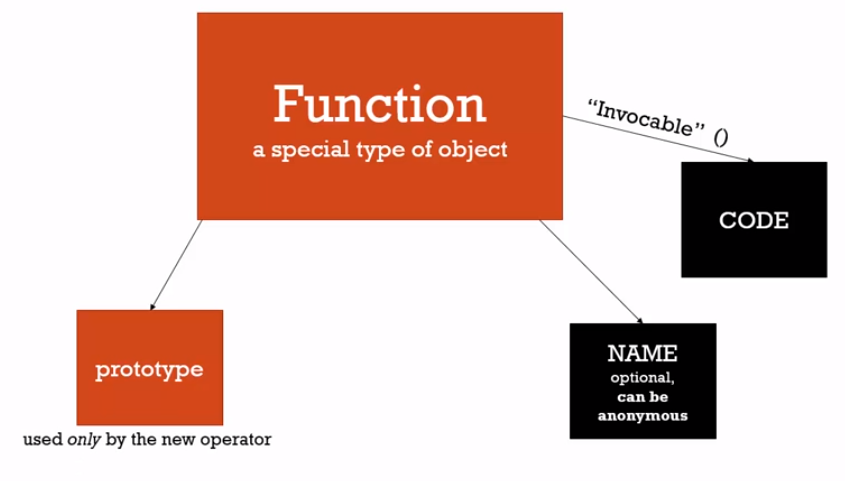 Function
a special type of object
“Invocable” ()
CODE
prototype
used only by the new operator
NAME
optional,
can be
anonymous